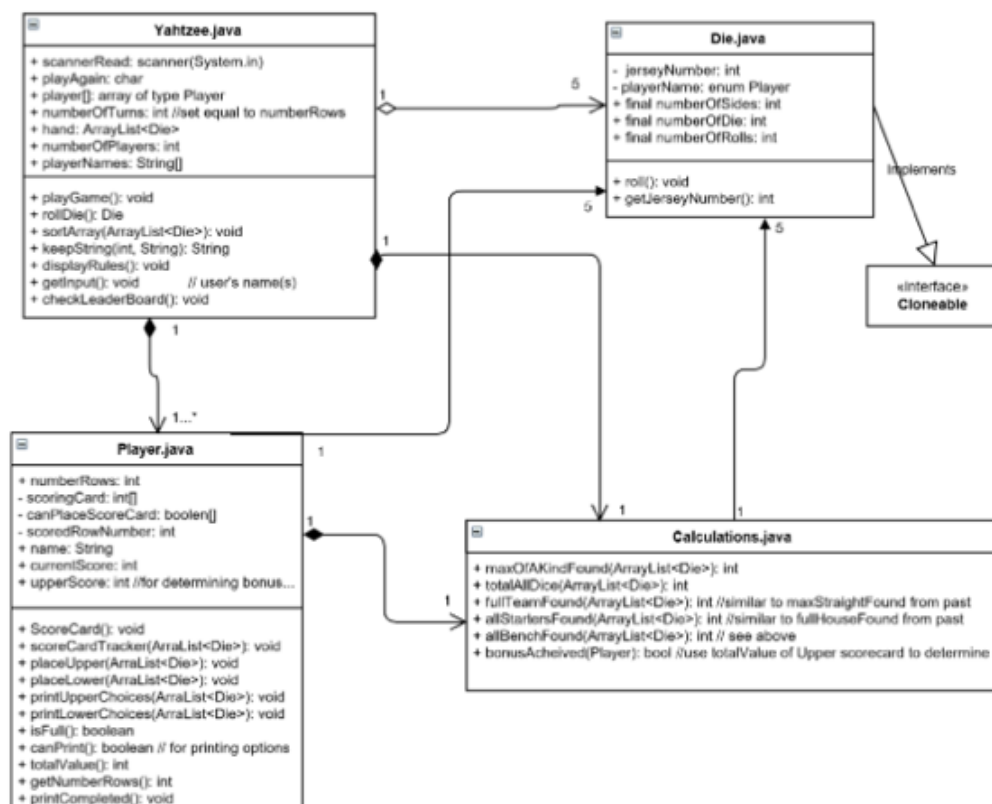 Yahtzee.java
+ scannerRead: scanner(System.in)
+ playAgain: char
+ player[]: array of type Player
+ numberOfTurns: int //set equal to numberRows
+ hand: ArrayList<Die>
+ numberOfPlayers: int
+ playerNames: String[]
+ playGame(): void
+ rollDie(): Die
+ sortArray(ArrayList<Die>): void
+ keepString(int, String): String
+ displayRules(): void
+ getInput(): void // user's name(s)
+ checkLeaderBoard(): void
1
5
Die.java
- jerseyNumber: int
- playerName: enum Player
+ final numberOfSides: int
+ final numberOfDie: int
+ final numberOfRolls: int
+ roll(): void
+ getJerseyNumber(): int
Implements
5
5
1
«Interface»
Cloneable
1
1...*
1
Player.java
+ numberRows: int
- scoringCard: int[]
- canPlaceScoreCard: boolen[]
- scoredRowNumber: int
+ name: String
+ currentScore: int
+ upperScore: int //for determining bonus...
+ ScoreCard(): void
+ scoreCardTracker(ArraList<Die>): void
+ placeUpper(ArraList<Die>): void
+ placeLower(ArraList<Die>): void
+ printUpperChoices(ArraList<Die>): void
+ printLowerChoices(ArraList<Die>): void
+ isFull(): boolean
+ canPrint(): boolean // for printing options
+ totalValue(): int
+ getNumberRows(): int
+ printCompleted(): void
1
1
1
1
Calculations.java
+ maxOfAKindFound(ArrayList<Die>): int
+ totalAllDice(ArrayList<Die>): int
+ fullTeamFound(ArrayList<Die>): int //similar to maxStraightFound from past
+ allStartersFound(ArrayList<Die>): int //similar to fullHouseFound from past
+ allBenchFound(ArrayList<Die>): int // see above
+ bonusAcheived(Player): bool //use totalValue of Upper scorecard to determine